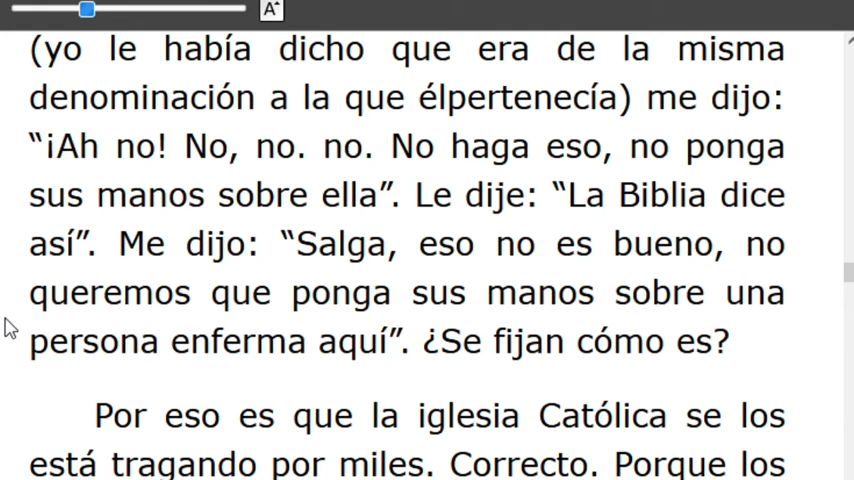 A
(yo le había dicho que era de la misma
denominación a la que élpertenecía) me dijo:
“¡Ah no! No, no. no. No haga eso, no ponga
sus manos sobre ella”. Le dije: “La Biblia dice
así”. Me dijo: “Salga, eso no es bueno, no
queremos que ponga sus manos sobre una
persona enferma aquí”. ¿Se fijan cómo es?
Por eso es que la iglesia Católica se los
está tragando por miles. Correcto. Porque los